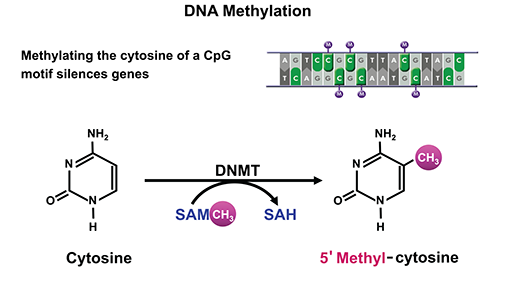 DNA Methylation
Methylating the cytosine of a CpG
motif silences genes
A G T C C G C G T T A C G T A G C
T C A G G C G C A A T G C A T C G
NH₂
N
O
N
H
Cytosine
DNMT
SAM CH₃
SAH
NH₂
CH₃
N
O
N
H
5' Methyl-cytosine